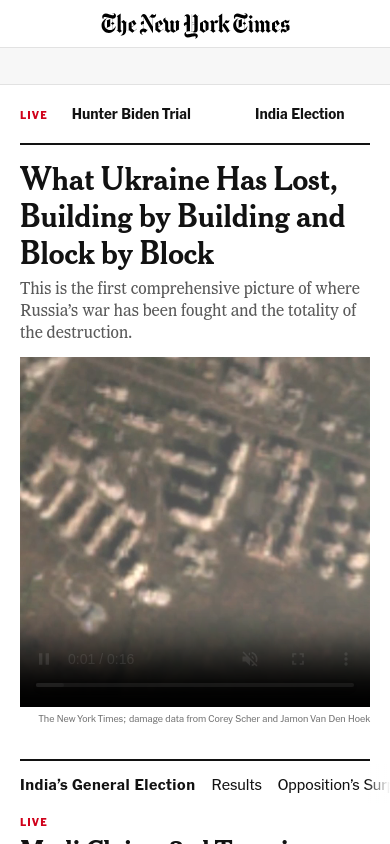 The New York Times
LIVE Hunter Biden Trial India Election
What Ukraine Has Lost,
Building by Building and
Block by Block
This is the first comprehensive picture of where
Russia’s war has been fought and the totality of
the destruction.
0:01 / 0:16
The New York Times; damage data from Corey Scher and Jamon Van Den Hoek
India’s General Election Results Opposition’s
LIVE